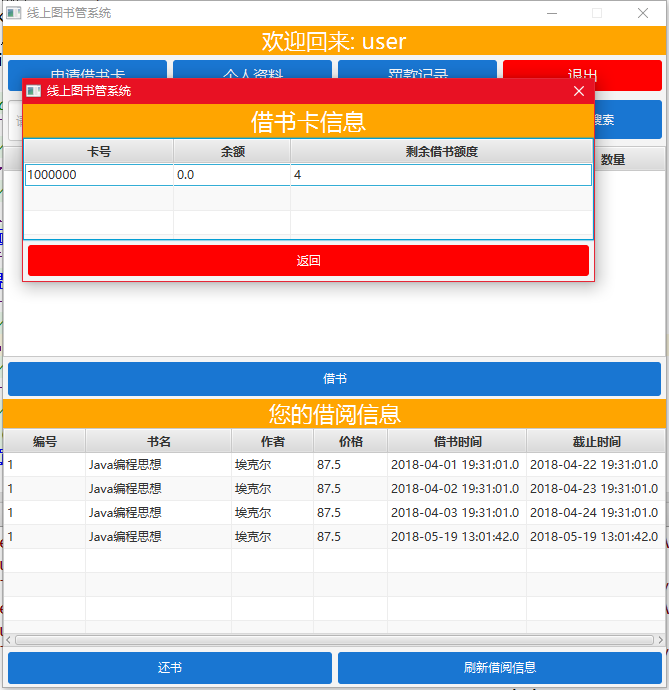 线上图书管系统
欢迎回来: user
申请借书卡 个人资料 罚款记录 退出
线上图书管系统
借书卡信息
搜索
卡号 余额 剩余借书额度
数量
1000000 0.0 4
返回
借书
您的借阅信息
编号 书名 作者 价格 借书时间 截止时间
1 Java编程思想 埃克尔 87.5 2018-04-01 19:31:01.0 2018-04-22 19:31:01.0
1 Java编程思想 埃克尔 87.5 2018-04-02 19:31:01.0 2018-04-23 19:31:01.0
1 Java编程思想 埃克尔 87.5 2018-04-03 19:31:01.0 2018-04-24 19:31:01.0
1 Java编程思想 埃克尔 87.5 2018-05-19 13:01:42.0 2018-05-19 13:01:42.0
还书 刷新借阅信息